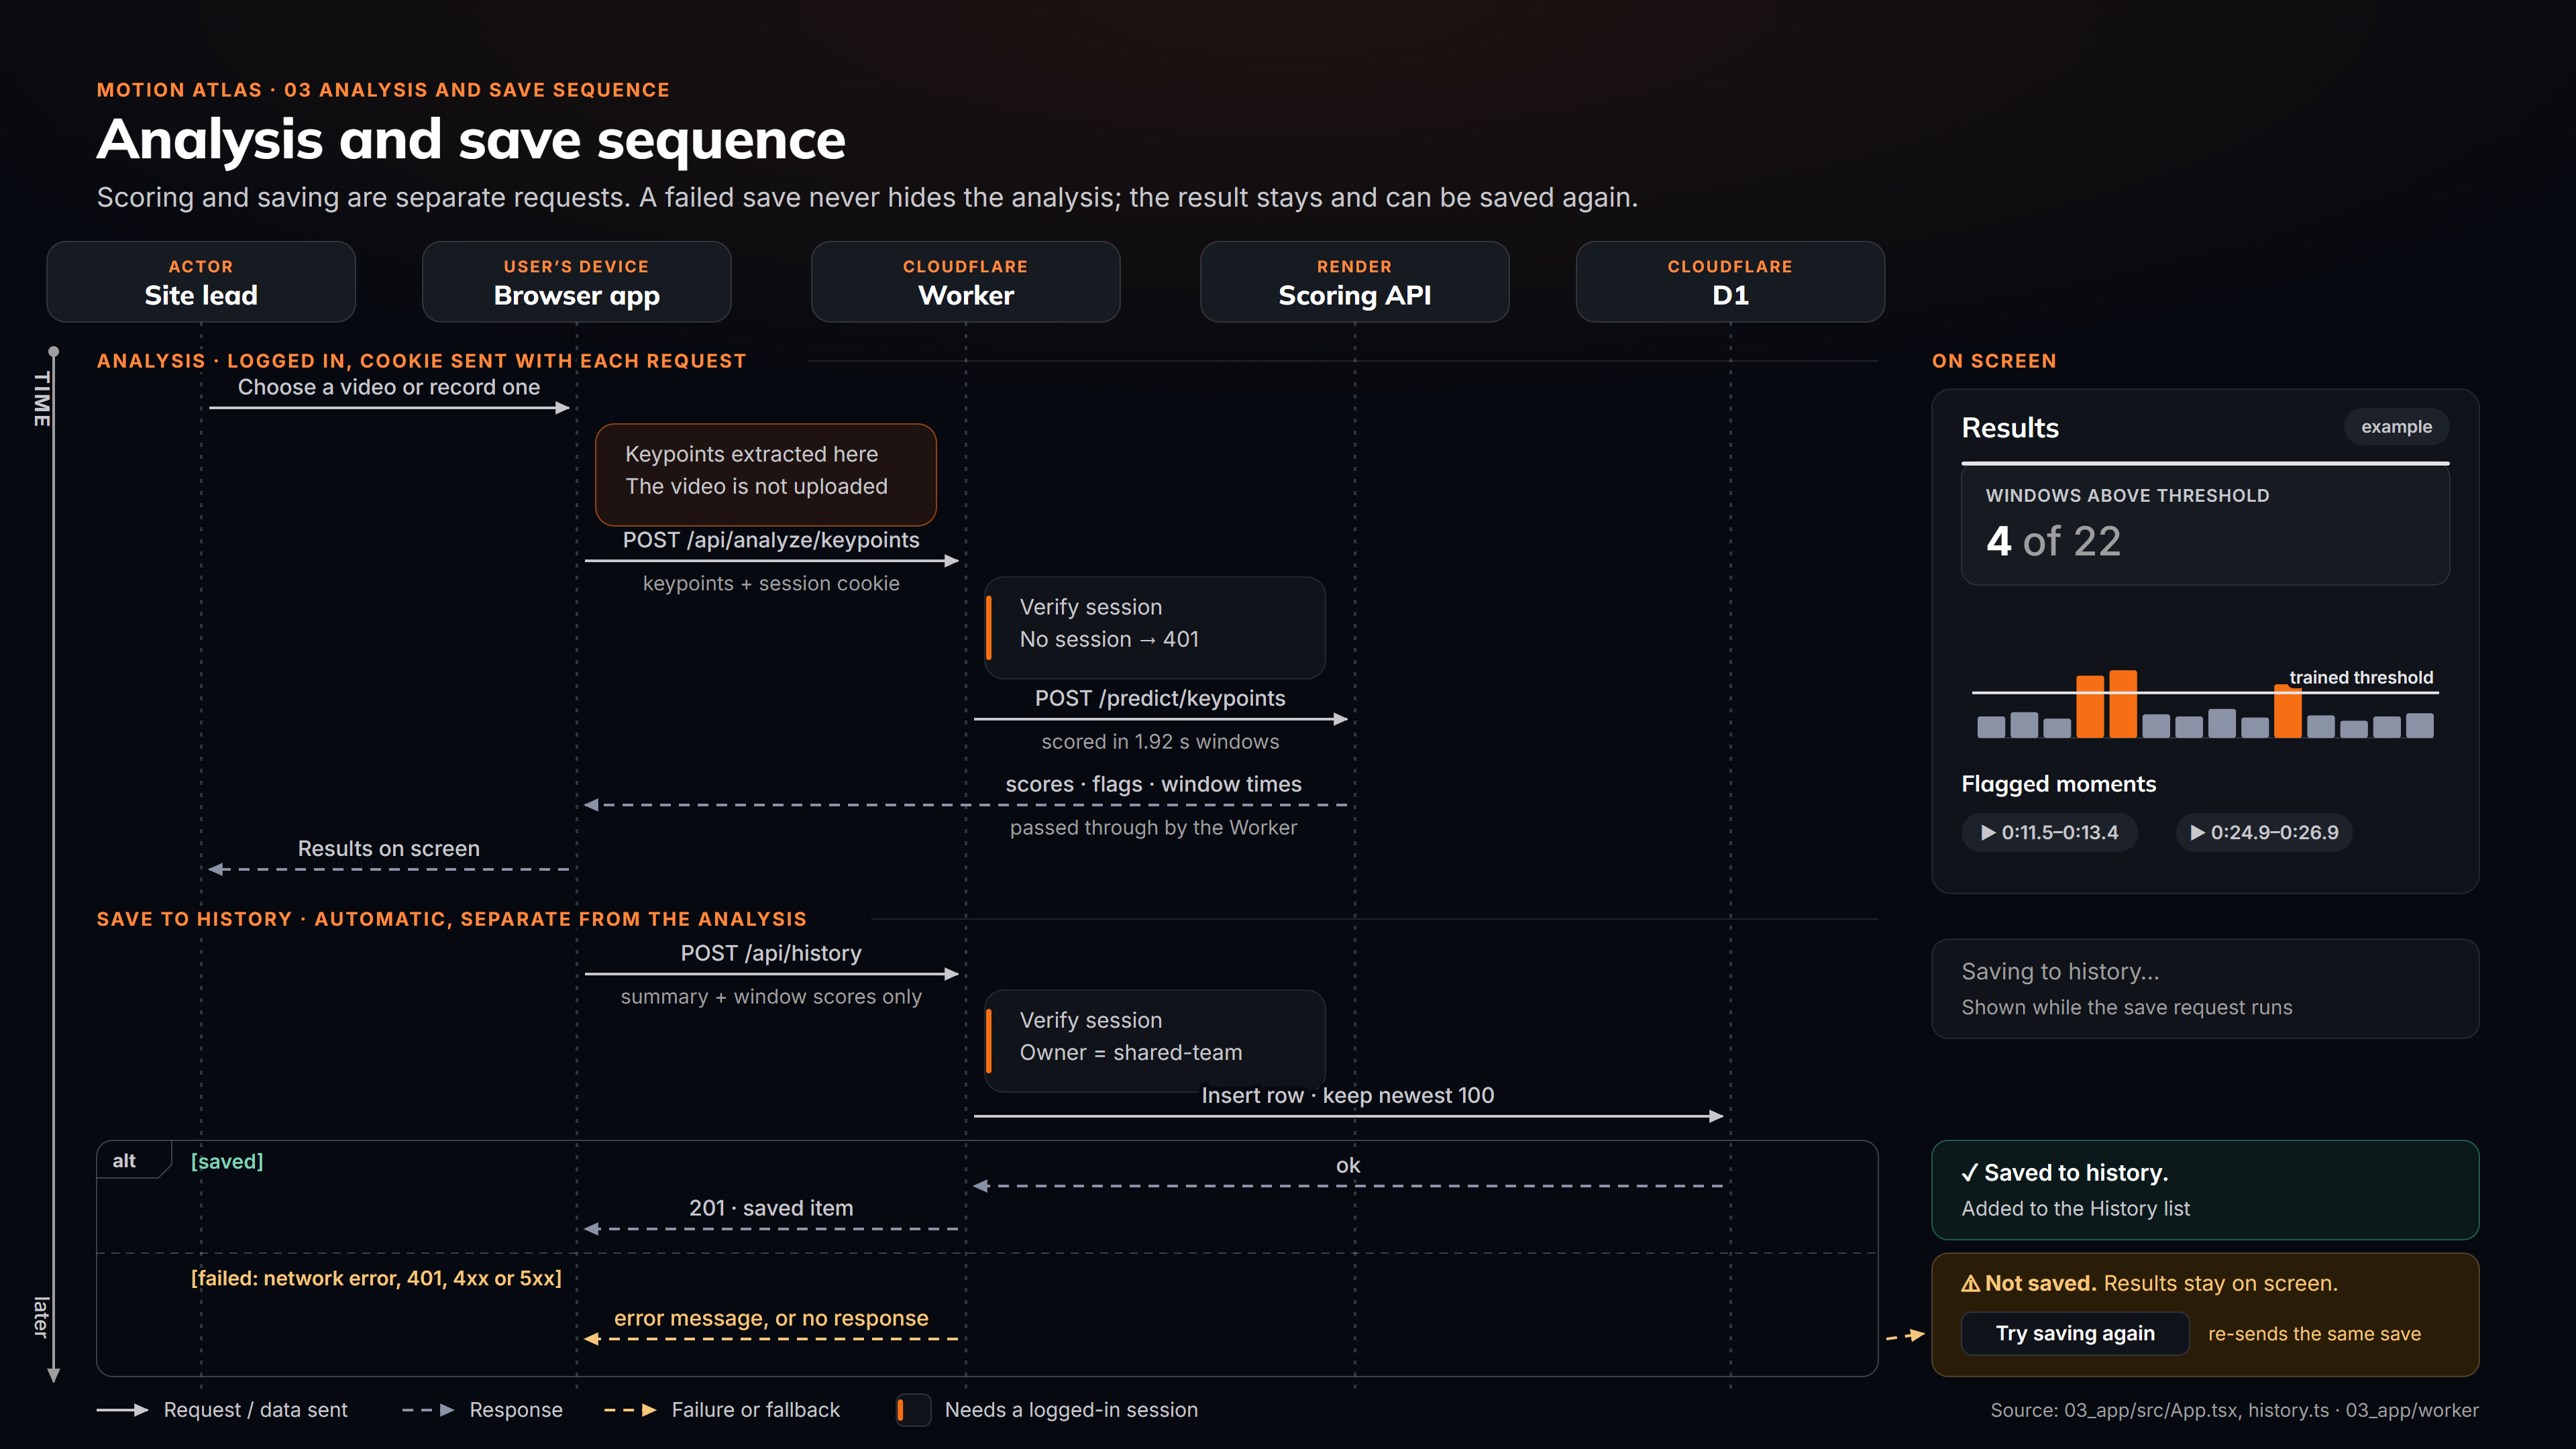 MOTION ATLAS · 03 ANALYSIS AND SAVE SEQUENCE
Analysis and save sequence
Scoring and saving are separate requests. A failed save never hides the analysis; the result stays and can be saved again.
ACTOR
Site lead
USER’S DEVICE
Browser app
CLOUDFLARE
Worker
RENDER
Scoring API
CLOUDFLARE
D1
TIME
later
ANALYSIS · LOGGED IN, COOKIE SENT WITH EACH REQUEST
Choose a video or record one
Keypoints extracted here
The video is not uploaded
POST /api/analyze/keypoints
keypoints + session cookie
Verify session
No session → 401
POST /predict/keypoints
scored in 1.92 s windows
scores · flags · window times
passed through by the Worker
Results on screen
SAVE TO HISTORY · AUTOMATIC, SEPARATE FROM THE ANALYSIS
POST /api/history
summary + window scores only
Verify session
Owner = shared-team
Insert row · keep newest 100
alt
[saved]
ok
201 · saved item
[failed: network error, 401, 4xx or 5xx]
error message, or no response
ON SCREEN
Results
example
WINDOWS ABOVE THRESHOLD
4 of 22
trained threshold
Flagged moments
▶ 0:11.5–0:13.4
▶ 0:24.9–0:26.9
Saving to history…
Shown while the save request runs
✓ Saved to history.
Added to the History list
⚠ Not saved. Results stay on screen.
Try saving again
re-sends the same save
Request / data sent
Response
Failure or fallback
Needs a logged-in session
Source: 03_app/src/App.tsx, history.ts · 03_app/worker